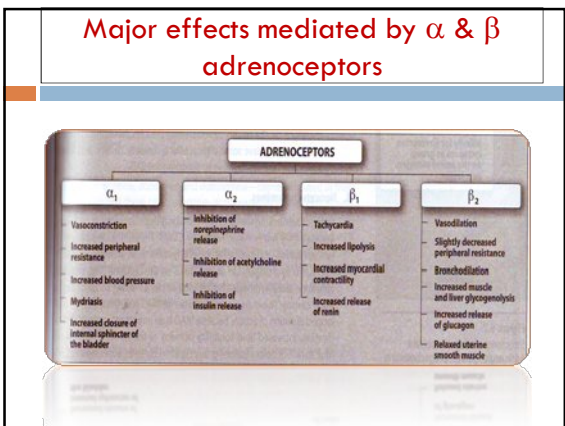 Major effects mediated by α & β
adrenoceptors
ADRENOCEPTORS
α1
Vasoconstriction
Increased peripheral
resistance
Increased blood pressure
Mydriasis
Increased closure of
internal sphincter of
the bladder
α2
Inhibition of
norepinephrine
release
Inhibition of acetylcholine
release
Inhibition of
insulin release
β1
Tachycardia
Increased lipolysis
Increased myocardial
contractility
Increased release
of renin
β2
Vasodilation
Slightly decreased
peripheral resistance
Bronchodilation
Increased muscle
and liver glycogenolysis
Increased release
of glucagon
Relaxed uterine
smooth muscle